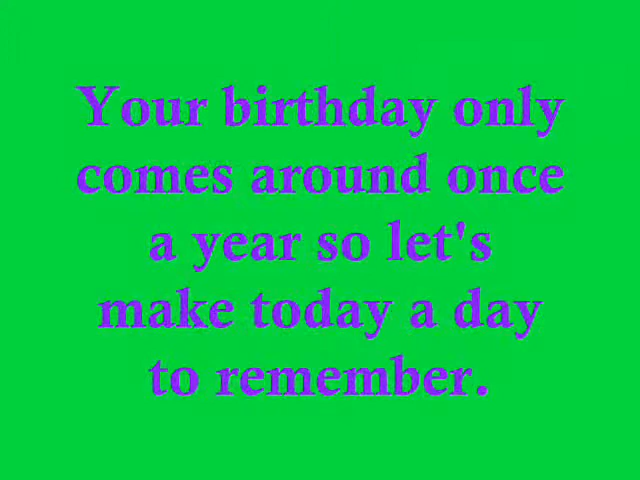 Your birthday only
comes around once
a year so let's
make today a day
to remember.